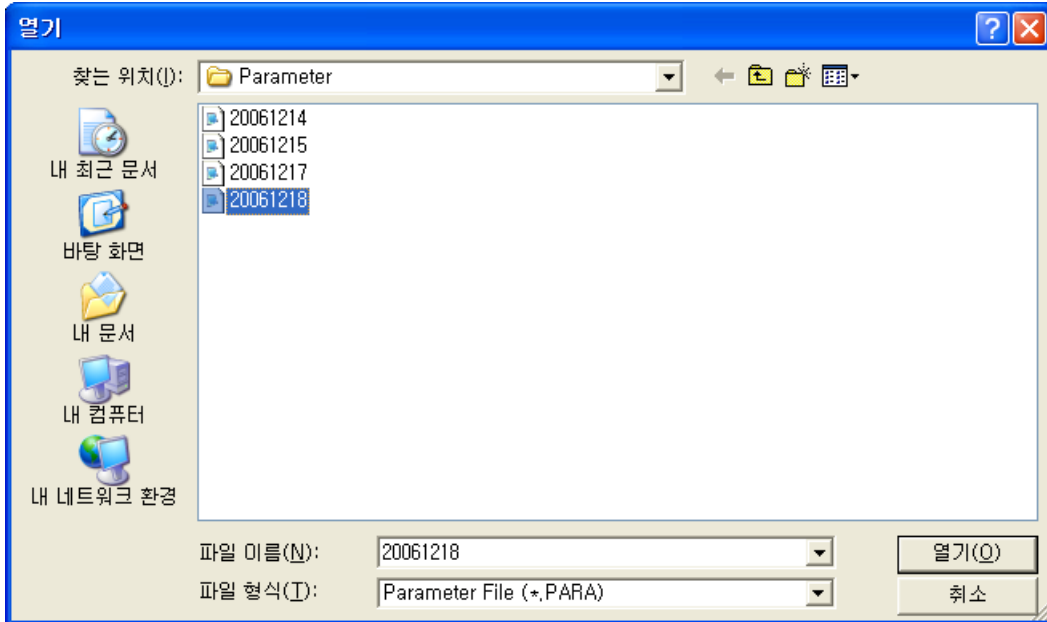 열기
찾는 위치(I): Parameter
20061214
20061215
20061217
20061218
내 최근 문서
바탕 화면
내 문서
내 컴퓨터
내 네트워크 환경
파일 이름(N): 20061218 열기(O)
파일 형식(T): Parameter File (*.PARA) 취소